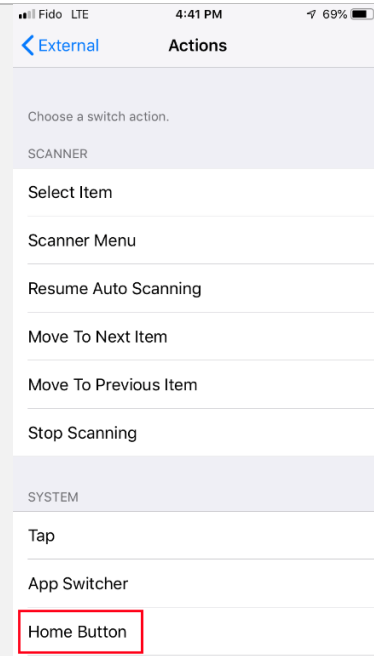 Fido LTE 4:41 PM 69%
External Actions
Choose a switch action.
SCANNER
Select Item
Scanner Menu
Resume Auto Scanning
Move To Next Item
Move To Previous Item
Stop Scanning
SYSTEM
Tap
App Switcher
Home Button